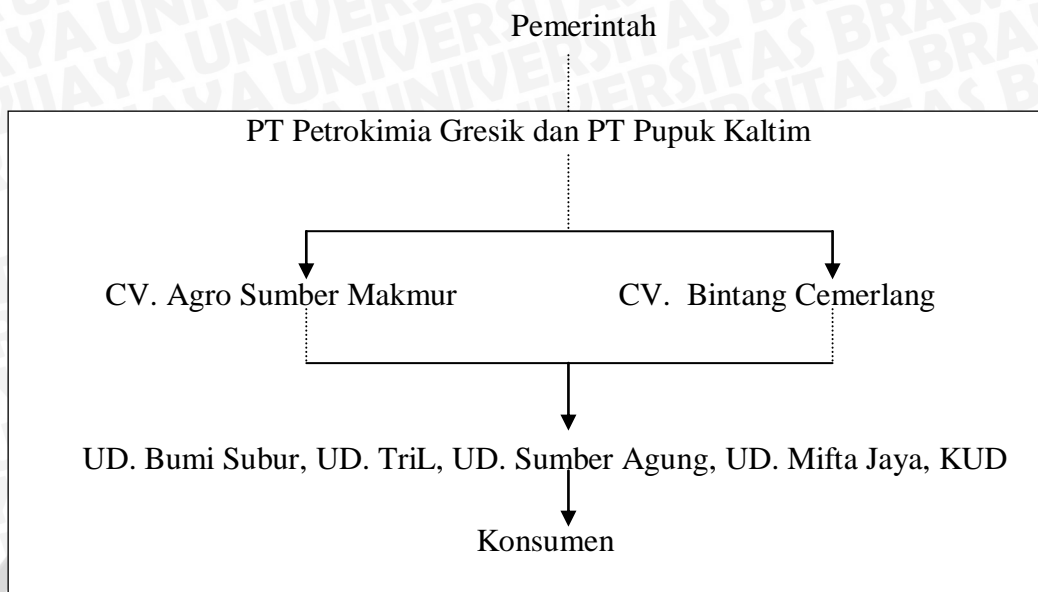 Pemerintah
PT Petrokimia Gresik dan PT Pupuk Kaltim
CV. Agro Sumber Makmur
CV. Bintang Cemerlang
UD. Bumi Subur, UD. TriL, UD. Sumber Agung, UD. Mifta Jaya, KUD
Konsumen